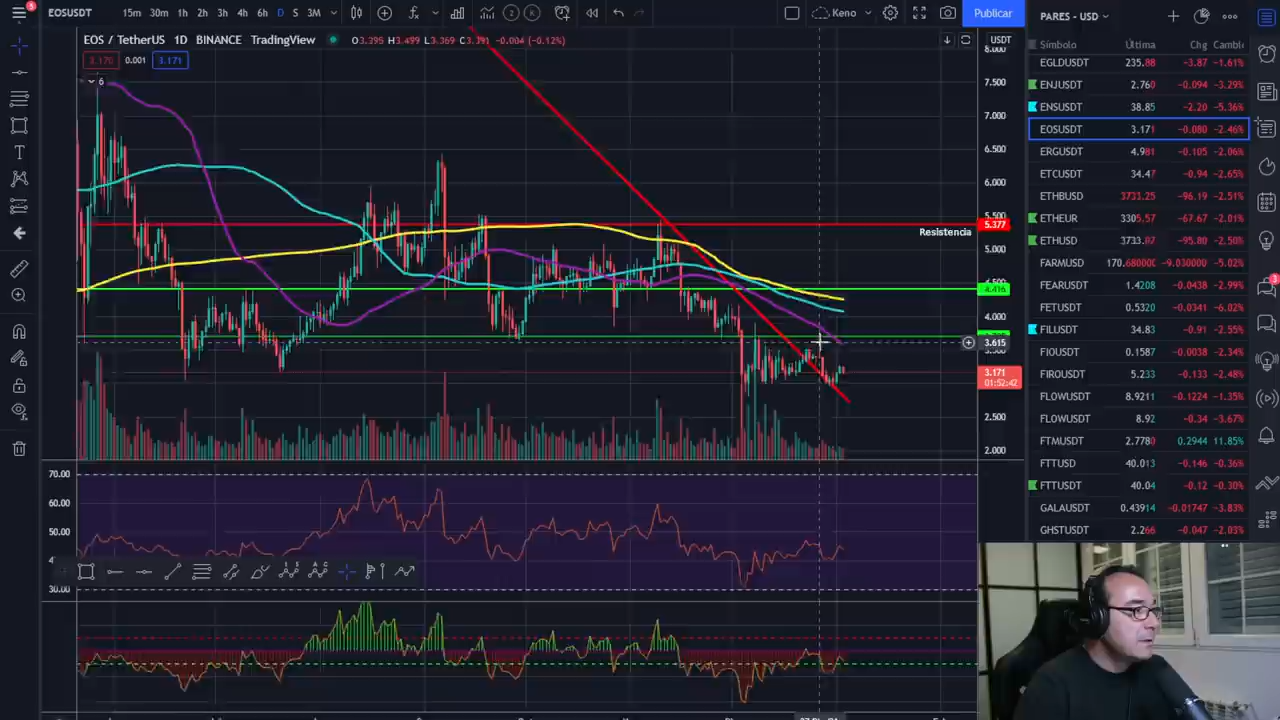 EOSUSDT 15m 30m 1h 2h 3h 4h 6h D S 3M Keno Publicar
EOS / TetherUS 1D BINANCE TradingView O3.395 H3.499 L3.369 C3.391 -0.004 (-0.12%) USDT
3.170 0.001 3.171
6
8.000
7.500
7.000
6.500
6.000
5.500
5.377
Resistencia
5.000
4.416
4.000
3.615
3.171
01:52:42
2.500
2.000
70.00
60.00
50.00
30.00
PARES - USD
Símbolo Última Chg Cambio
EGLDUSDT 235.88 -3.87 -1.61%
ENJUSDT 2.760 -0.094 -3.29%
ENSUSDT 38.85 -2.20 -5.36%
EOSUSDT 3.171 -0.080 -2.46%
ERGUSDT 4.981 -0.105 -2.06%
ETCUSDT 34.47 -0.94 -2.65%
ETHBUSD 3733.25 -96.19 -2.51%
ETHEUR 3305.57 -67.67 -2.01%
ETHUSD 3733.07 -95.80 -2.50%
FARMUSD 170.680000 -9.030000 -5.02%
FEARUSDT 1.4208 -0.0438 -2.99%
FETUSDT 0.5320 -0.0341 -6.02%
FILUSDT 34.83 -0.91 -2.55%
FIOUSDT 0.1587 -0.0038 -2.34%
FIROUSDT 5.233 -0.133 -2.48%
FLOWUSDT 8.9211 -0.1224 -1.35%
FLOWUSDT 8.92 -0.34 -3.67%
FTMUSDT 2.7780 0.2944 11.85%
FTTUSD 40.013 -0.146 -0.36%
FTTUSDT 40.04 -0.12 -0.30%
GALAUSDT 0.43914 -0.01747 -3.83%
GHSTUSDT 2.266 -0.047 -2.03%